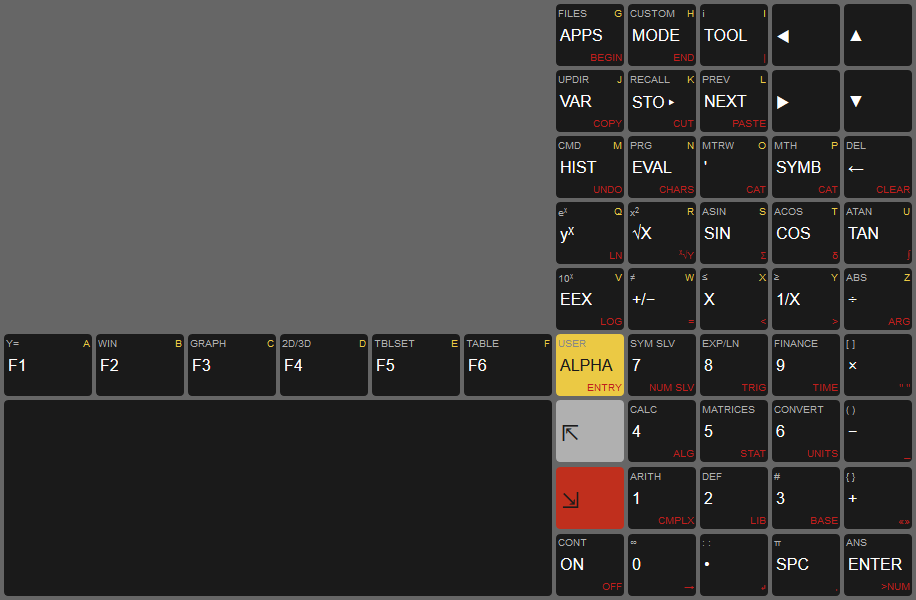 FILES G CUSTOM H i I
APPS MODE TOOL ◀ ▲
BEGIN END |
UPDIR J RECALL K PREV L
VAR STO ▸ NEXT ▶ ▼
COPY CUT PASTE
CMD M PRG N MTRW O MTH P DEL
HIST EVAL ' SYMB ←
UNDO CHARS CAT CAT CLEAR
eˣ Q x² R ASIN S ACOS T ATAN U
yˣ √X SIN COS TAN
LN ˣ√Y Σ δ ∫
10ˣ V ≠ W ≤ X ≥ Y ABS Z
EEX +/− X 1/X ÷
LOG = < > ARG
Y= A WIN B GRAPH C 2D/3D D TBLSET E TABLE F USER SYM SLV EXP/LN FINANCE [ ]
F1 F2 F3 F4 F5 F6 ALPHA 7 8 9 ×
ENTRY NUM SLV TRIG TIME " "
CALC MATRICES CONVERT ( )
⇱ 4 5 6 −
ALG STAT UNITS _
ARITH DEF # { }
⇲ 1 2 3 +
CMPLX LIB BASE «»
CONT ∞ : : π ANS
ON 0 • SPC ENTER
OFF → ↲ , >NUM